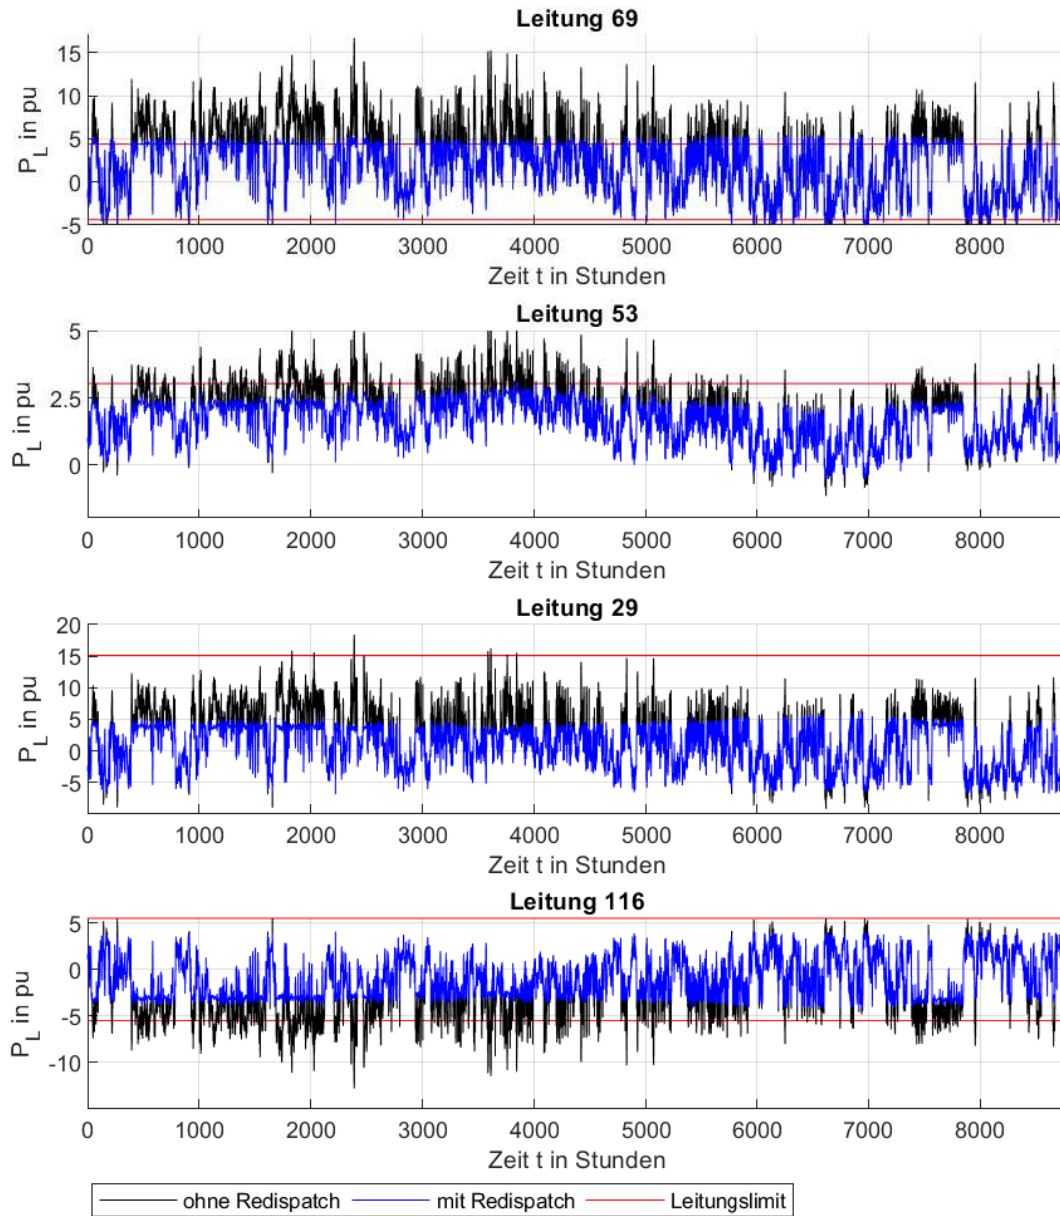 Leitung 69
15
10
5
0
-5
P_L in pu
0 1000 2000 3000 4000 5000 6000 7000 8000
Zeit t in Stunden
Leitung 53
5
2.5
0
P_L in pu
0 1000 2000 3000 4000 5000 6000 7000 8000
Zeit t in Stunden
Leitung 29
20
15
10
5
0
-5
P_L in pu
0 1000 2000 3000 4000 5000 6000 7000 8000
Zeit t in Stunden
Leitung 116
5
0
-5
-10
P_L in pu
0 1000 2000 3000 4000 5000 6000 7000 8000
Zeit t in Stunden
ohne Redispatch mit Redispatch Leitungslimit